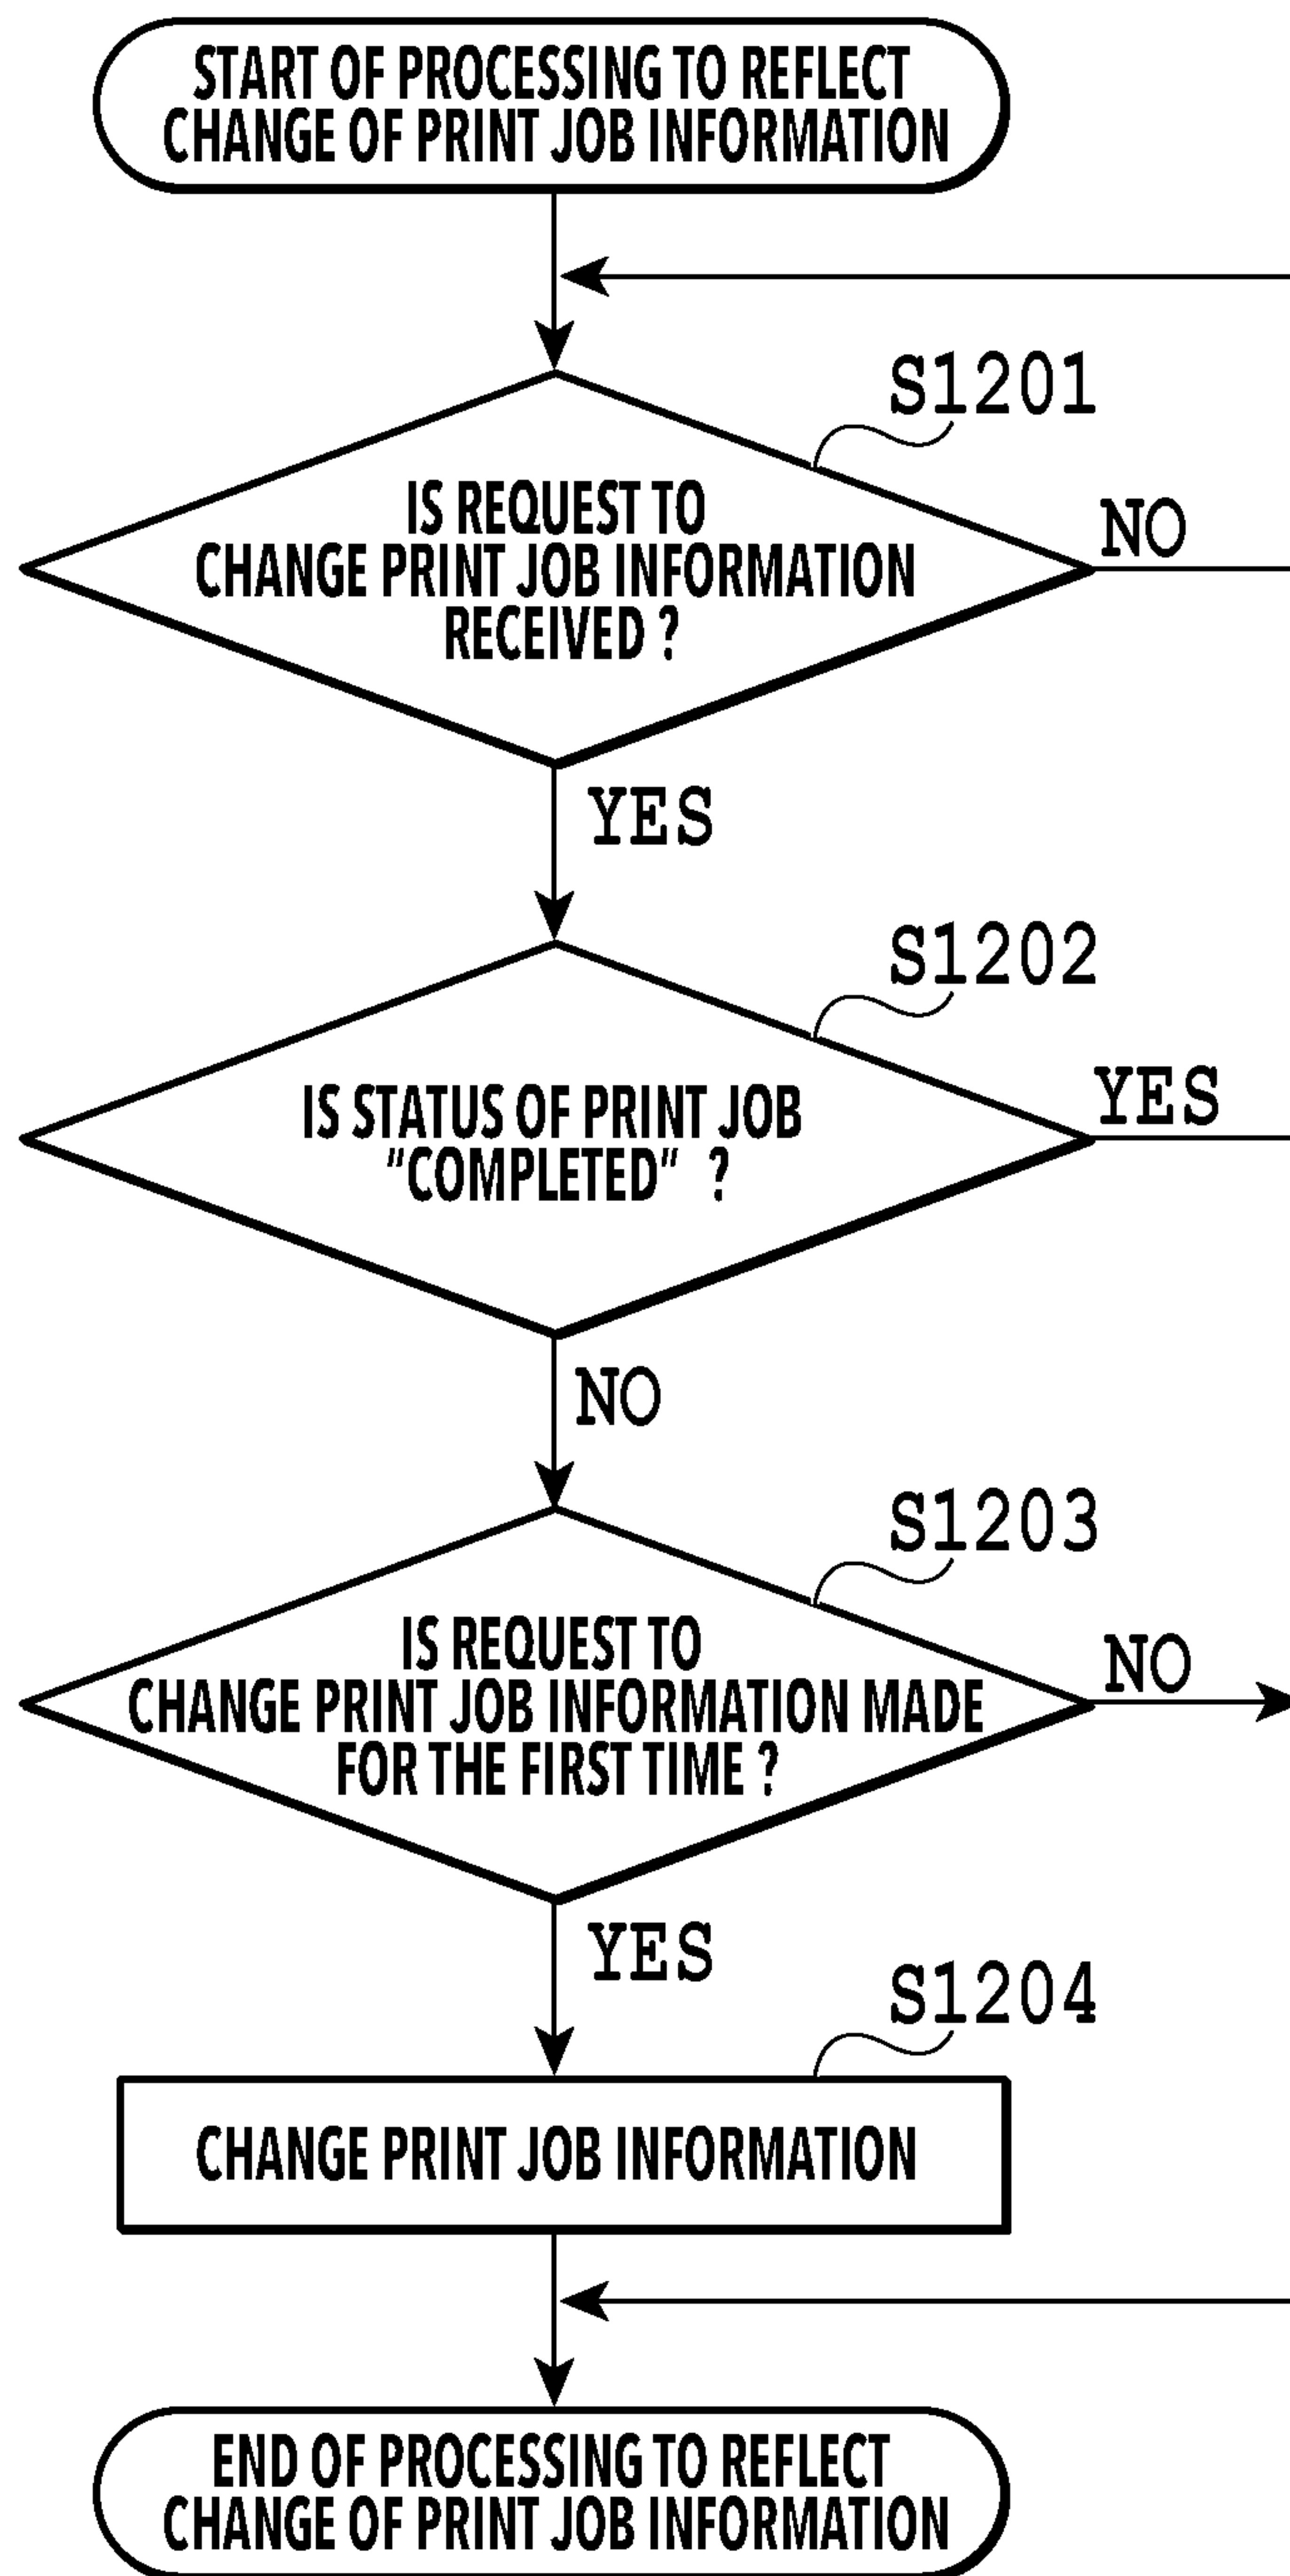 START OF PROCESSING TO REFLECT
CHANGE OF PRINT JOB INFORMATION
S1201
IS REQUEST TO
CHANGE PRINT JOB INFORMATION
RECEIVED ?
NO
YES
S1202
IS STATUS OF PRINT JOB
"COMPLETED" ?
YES
NO
S1203
IS REQUEST TO
CHANGE PRINT JOB INFORMATION MADE
FOR THE FIRST TIME ?
NO
YES
S1204
CHANGE PRINT JOB INFORMATION
END OF PROCESSING TO REFLECT
CHANGE OF PRINT JOB INFORMATION